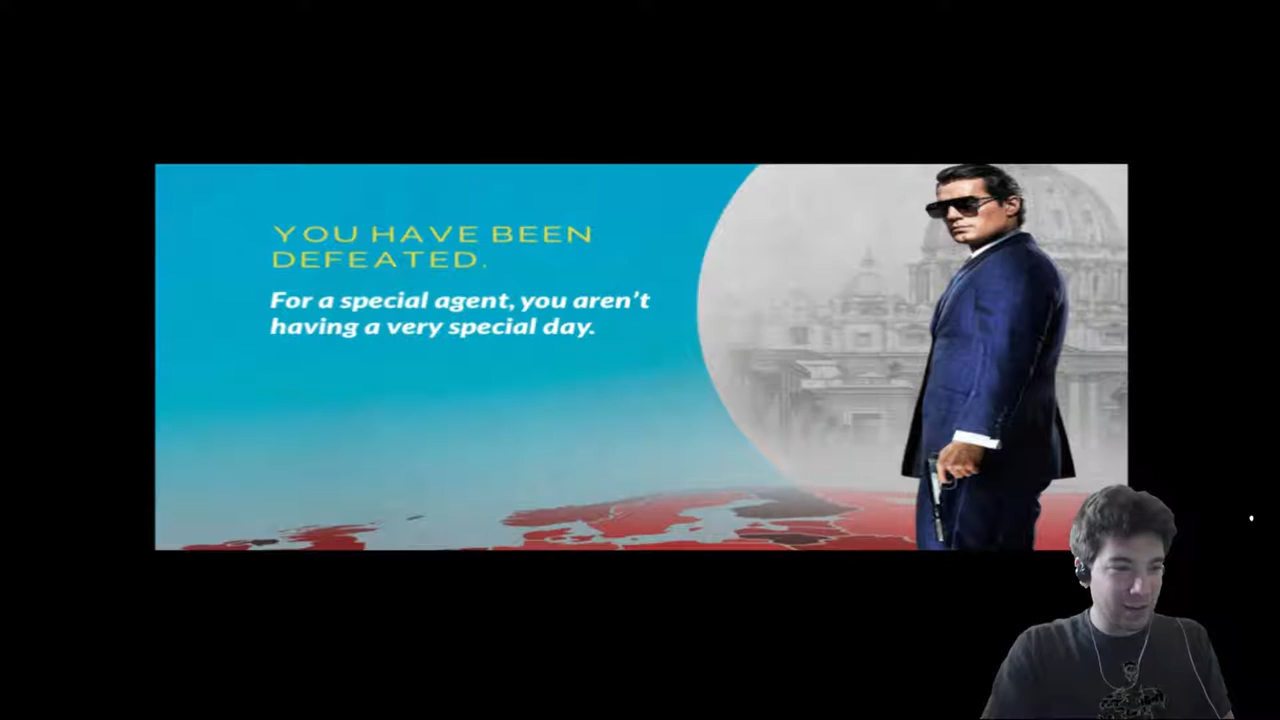 YOU HAVE BEEN
DEFEATED.
For a special agent, you aren’t
having a very special day.